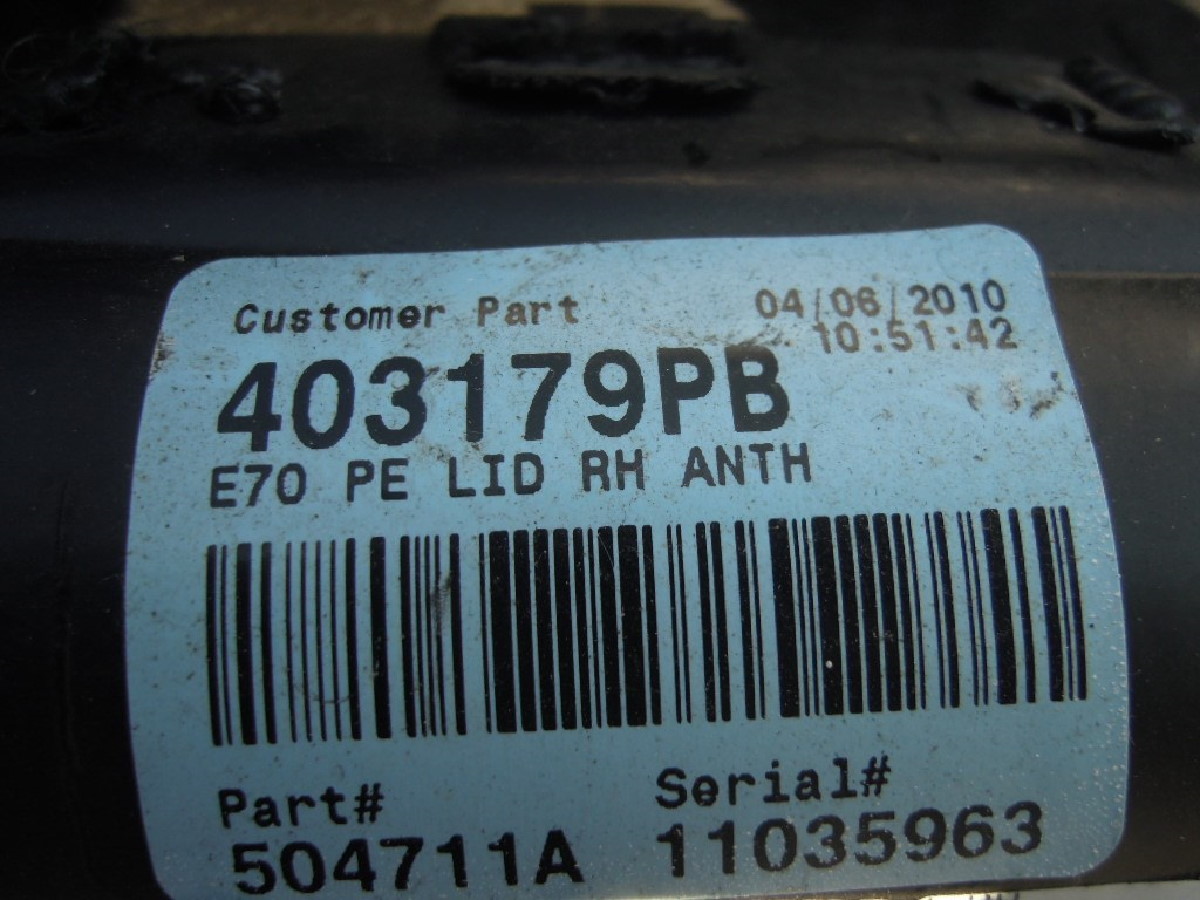 Customer Part 04/06/2010
10:51:42
403179PB
E70 PE LID RH ANTH
Part# Serial#
504711A 11035963